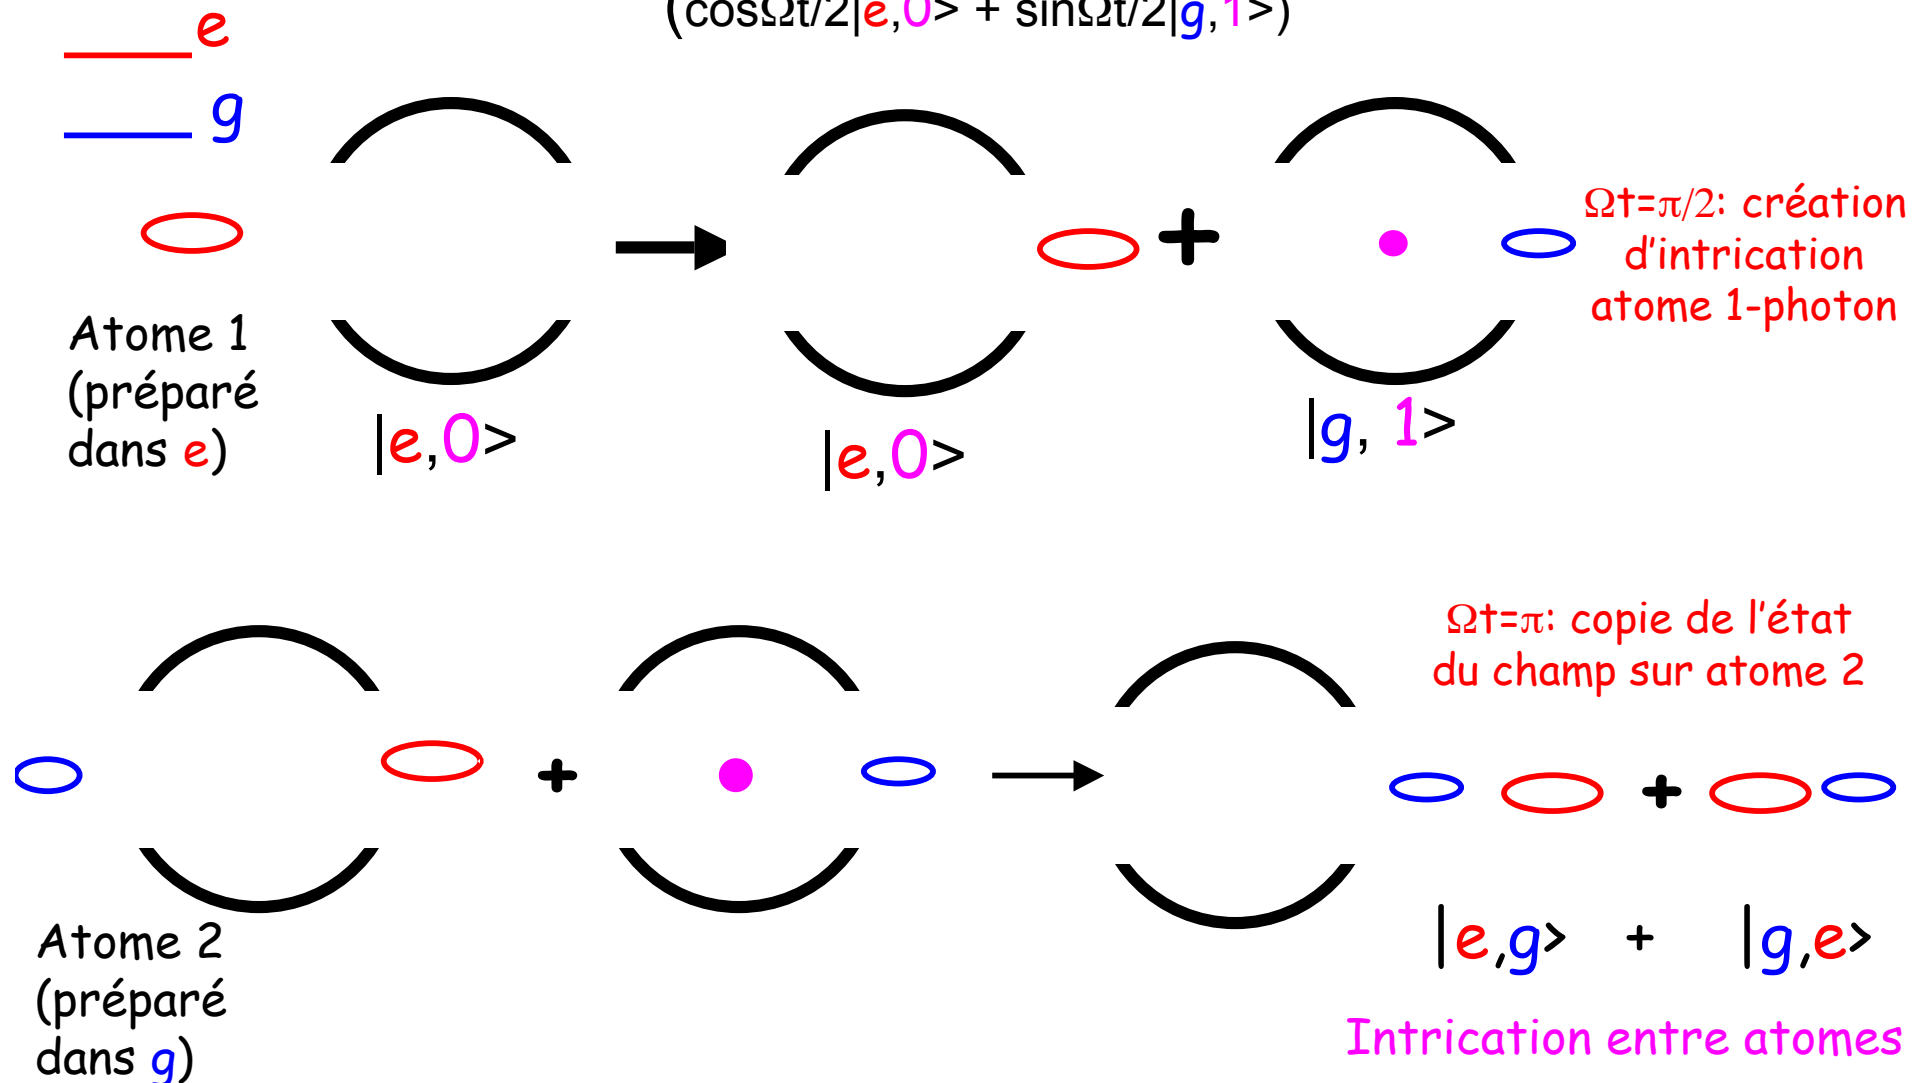 (cosΩt/2|e,0> + sinΩt/2|g,1>)
e
g
Ωt=π/2: création
d'intrication
atome 1-photon
Atome 1
(préparé
dans e)
|e,0>
|e,0>
+
|g, 1>
Ωt=π: copie de l'état
du champ sur atome 2
+
+
Atome 2
(préparé
dans g)
|e,g> + |g,e>
Intrication entre atomes